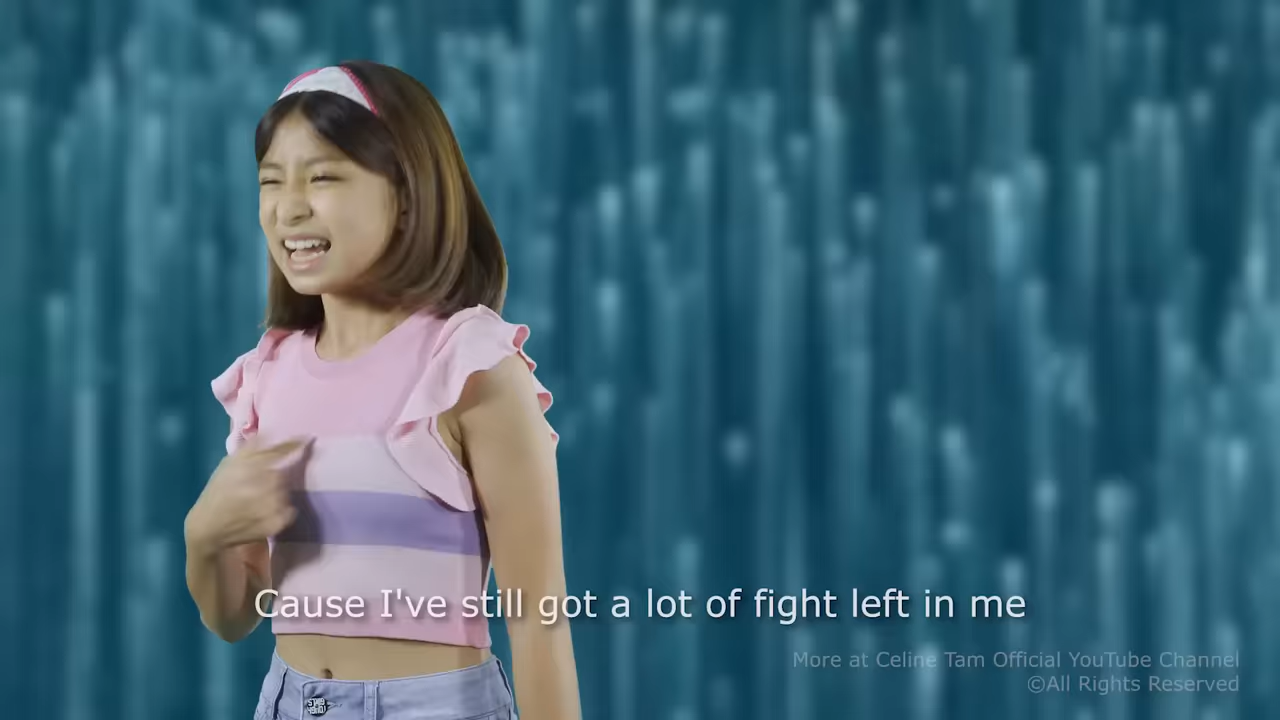 Cause I've still got a lot of fight left in me
More at Celine Tam Official YouTube Channel
©All Rights Reserved